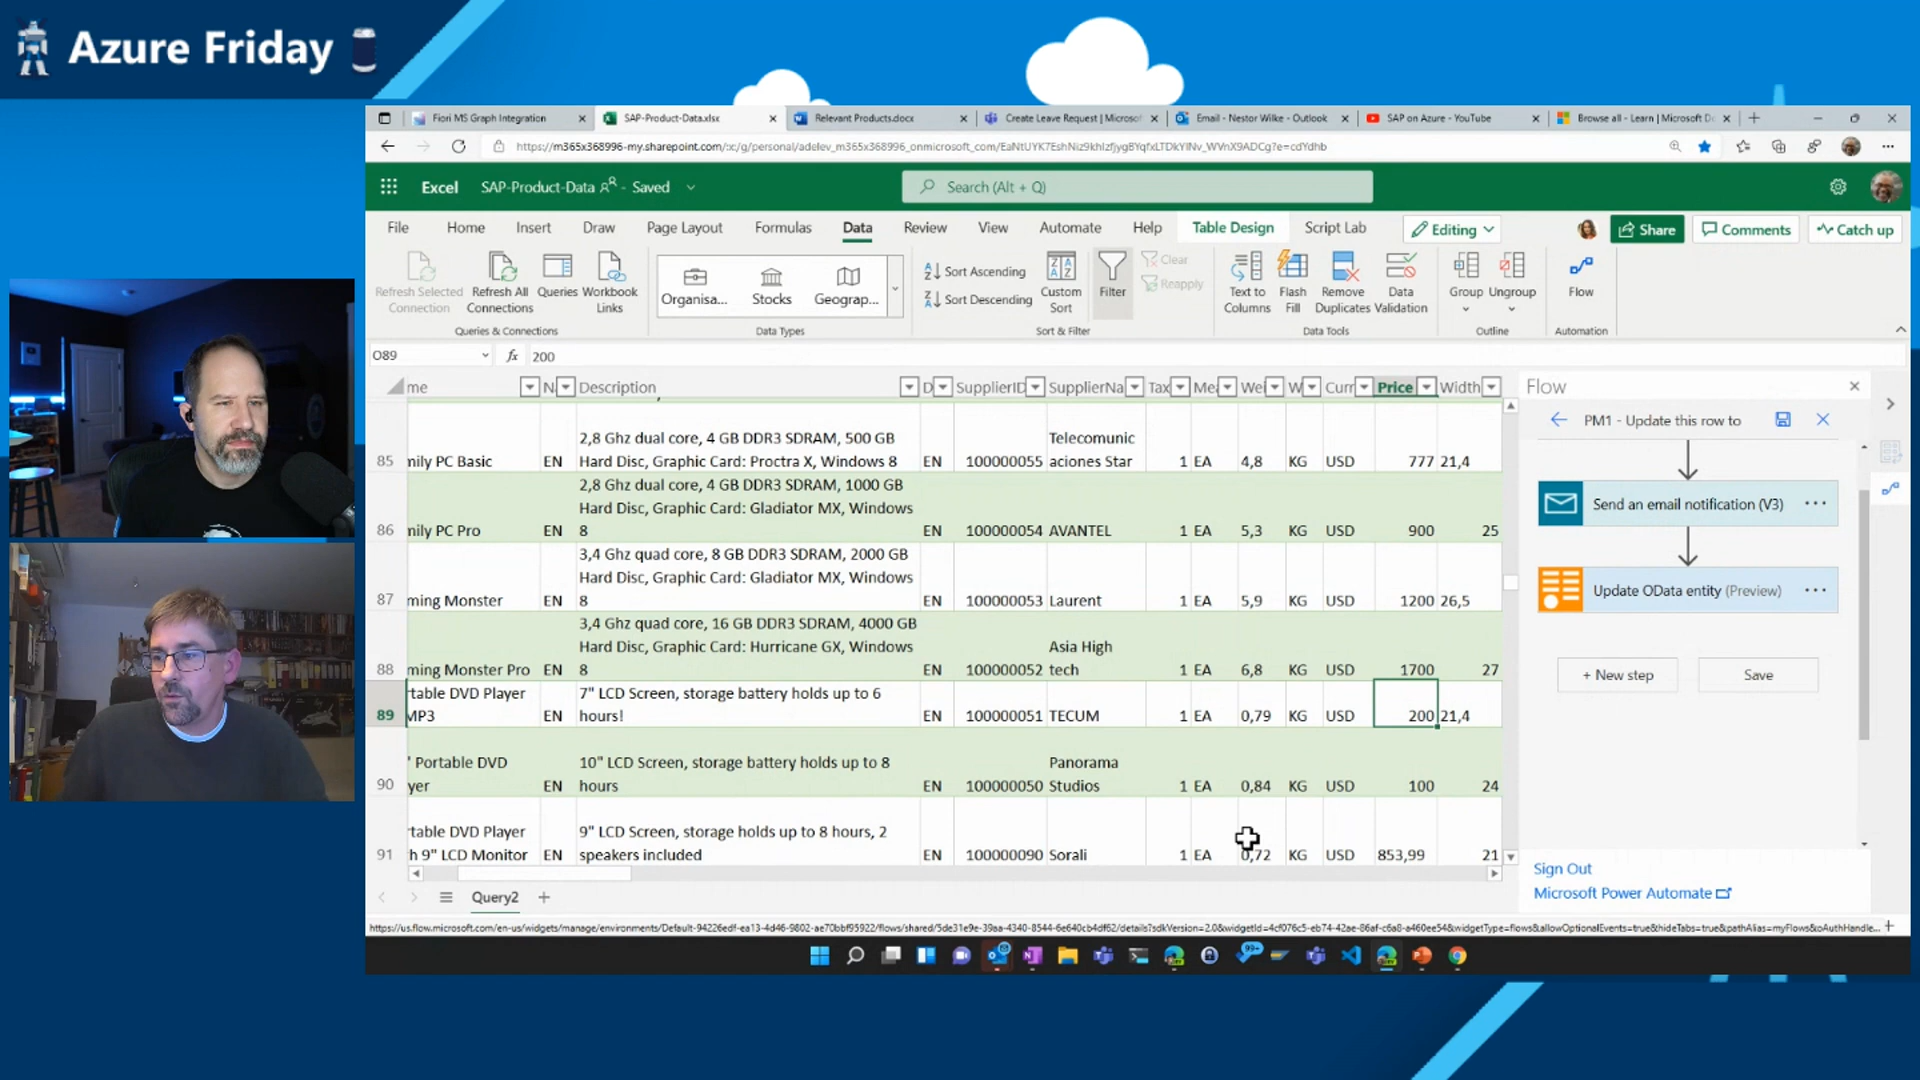 Azure Friday
Fiori MS Graph Integration
SAP-Product-Data.xlsx
Relevant Products.docx
Create Leave Request | Microsof
Email - Nestor Wilke - Outlook
SAP on Azure - YouTube
Browse all - Learn | Microsoft Do
Excel
SAP-Product-Data
- Saved
Search (Alt + Q)
File
Home
Insert
Draw
Page Layout
Formulas
Data
Review
View
Automate
Help
Table Design
Script Lab
Editing
Share
Comments
Catch up
Refresh Selected Connection
Refresh All Connections
Queries
Workbook Links
Organisa...
Stocks
Geograp...
Sort Ascending
Sort Descending
Custom Sort
Filter
Clear
Reapply
Text to Columns
Flash Fill
Remove Duplicates
Data Validation
Group
Ungroup
Flow
Queries & Connections
Data Types
Sort & Filter
Data Tools
Outline
Automation
O89
fx 200
me N Description D SupplierID SupplierNa Tax Me Wei W Curr Price Width
2,8 Ghz dual core, 4 GB DDR3 SDRAM, 500 GB Telecomunic
85 mily PC Basic EN Hard Disc, Graphic Card: Proctra X, Windows 8 EN 100000055 aciones Star 1 EA 4,8 KG USD 777 21,4
2,8 Ghz dual core, 4 GB DDR3 SDRAM, 1000 GB
Hard Disc, Graphic Card: Gladiator MX, Windows
86 mily PC Pro EN 8 EN 100000054 AVANTEL 1 EA 5,3 KG USD 900 25
3,4 Ghz quad core, 8 GB DDR3 SDRAM, 2000 GB
Hard Disc, Graphic Card: Gladiator MX, Windows
87 ming Monster EN 8 EN 100000053 Laurent 1 EA 5,9 KG USD 1200 26,5
3,4 Ghz quad core, 16 GB DDR3 SDRAM, 4000 GB
Hard Disc, Graphic Card: Hurricane GX, Windows Asia High
88 ming Monster Pro EN 8 EN 100000052 tech 1 EA 6,8 KG USD 1700 27
rtable DVD Player 7" LCD Screen, storage battery holds up to 6
89 MP3 EN hours! EN 100000051 TECUM 1 EA 0,79 KG USD 200 21,4
" Portable DVD 10" LCD Screen, storage battery holds up to 8 Panorama
90 yer EN hours EN 100000050 Studios 1 EA 0,84 KG USD 100 24
rtable DVD Player 9" LCD Screen, storage holds up to 8 hours, 2
91 h 9" LCD Monitor EN speakers included EN 100000090 Sorali 1 EA 0,72 KG USD 853,99 21
Query2
Flow
PM1 - Update this row to
Send an email notification (V3)
Update OData entity (Preview)
+ New step
Save
Sign Out
Microsoft Power Automate
99+